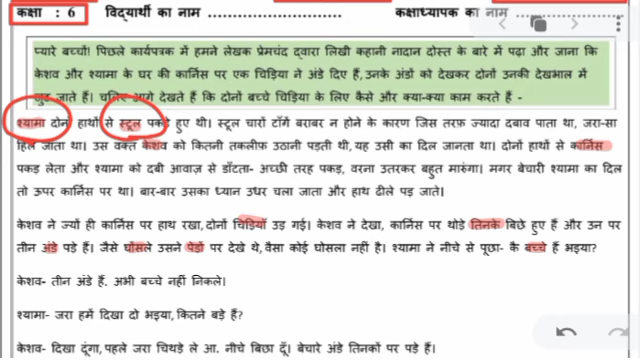 कक्षा : 6 विद्यार्थी का नाम ........................... कक्षाध्यापक का नाम ......................
प्यारे बच्चों! पिछले कार्यपत्रक में हमने लेखक प्रेमचंद द्वारा लिखी कहानी नादान दोस्त के बारे में पढ़ा और जाना कि
केशव और श्यामा के घर की कार्निस पर एक चिड़िया ने अंडे दिए हैं, उनके अंडों को देखकर दोनों उनकी देखभाल में
जुट जाते हैं। चलिए आगे देखते हैं कि दोनों बच्चे चिड़िया के लिए कैसे और क्या-क्या काम करते हैं -
श्यामा दोनों हाथों से स्टूल पकड़े हुए थी। स्टूल चारों टाँगें बराबर न होने के कारण जिस तरफ़ ज्यादा दबाव पाता था, जरा-सा
हिल जाता था। उस वक्त केशव को कितनी तकलीफ उठानी पड़ती थी, यह उसी का दिल जानता था। दोनों हाथों से कार्निस
पकड़ लेता और श्यामा को दबी आवाज़ से डाँटता- अच्छी तरह पकड़, वरना उतरकर बहुत मारूंगा। मगर बेचारी श्यामा का दिल
तो ऊपर कार्निस पर था। बार-बार उसका ध्यान उधर चला जाता और हाथ ढीले पड़ जाते।
केशव ने ज्यों ही कार्निस पर हाथ रखा, दोनों चिड़ियाँ उड़ गई। केशव ने देखा, कार्निस पर थोड़े तिनके बिछे हुए हैं और उन पर
तीन अंडे पड़े हैं। जैसे घोंसले उसने पेड़ों पर देखे थे, वैसा कोई घोसला नहीं है। श्यामा ने नीचे से पूछा- कै बच्चे हैं भइया?
केशव- तीन अंडे हैं. अभी बच्चे नहीं निकले।
श्यामा- जरा हमें दिखा दो भइया, कितने बड़े हैं?
केशव- दिखा दूंगा, पहले जरा चिथड़े ले आ. नीचे बिछा दूँ। बेचारे अंडे तिनकों पर पड़े हैं।